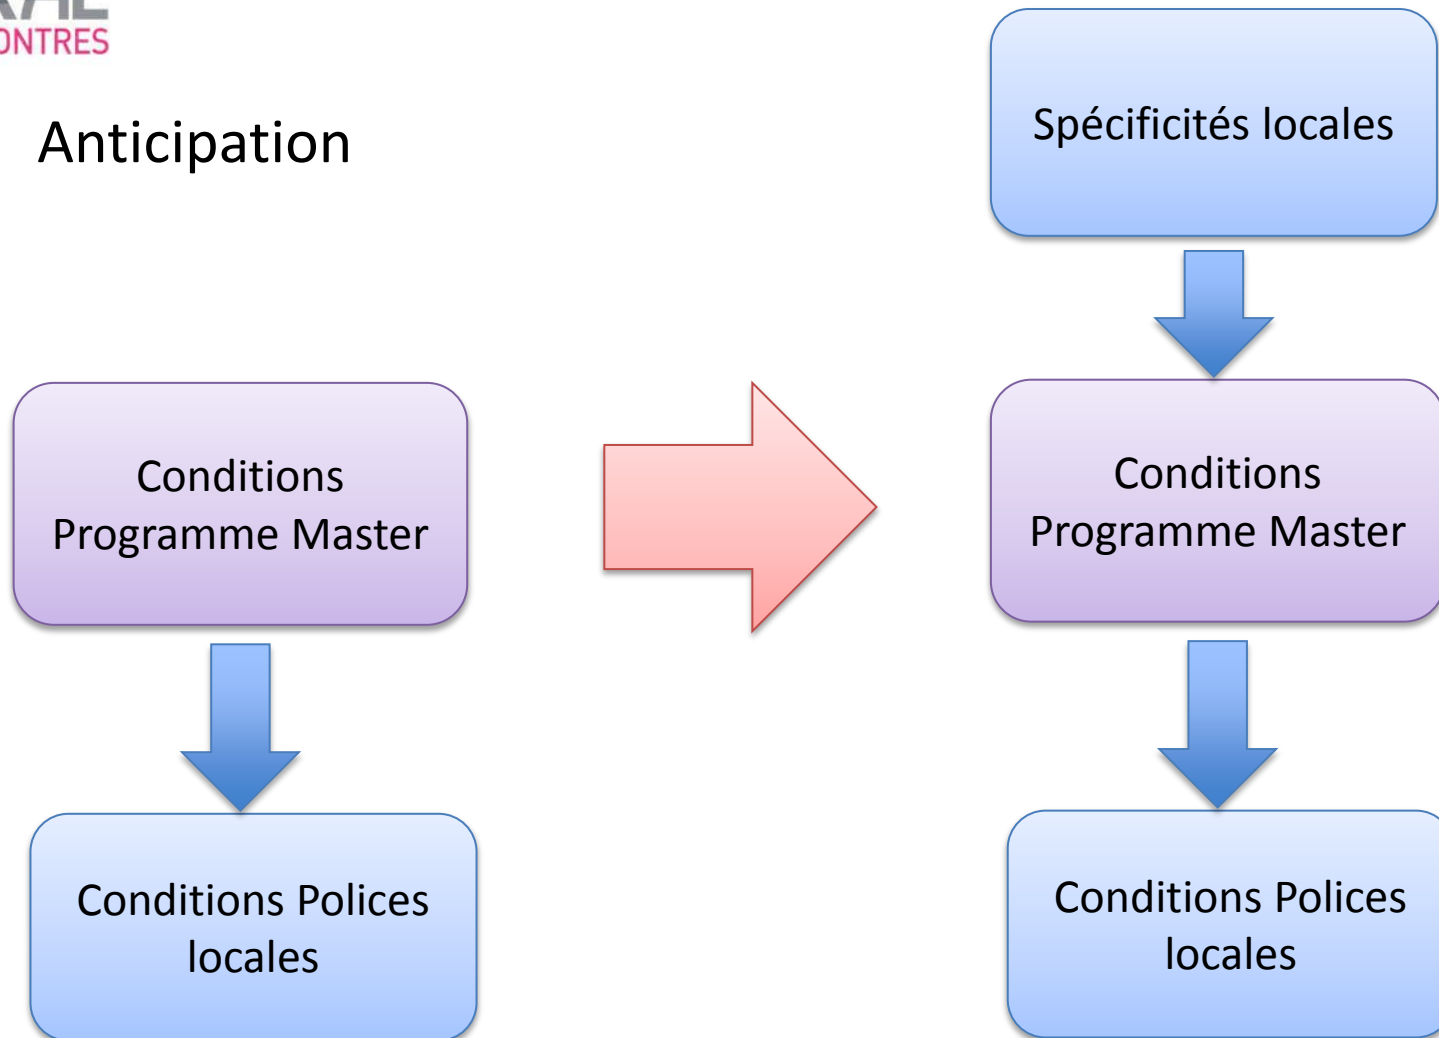 ONTRES
Anticipation
Spécificités locales
Conditions
Programme Master
Conditions
Programme Master
Conditions Polices
locales
Conditions Polices
locales